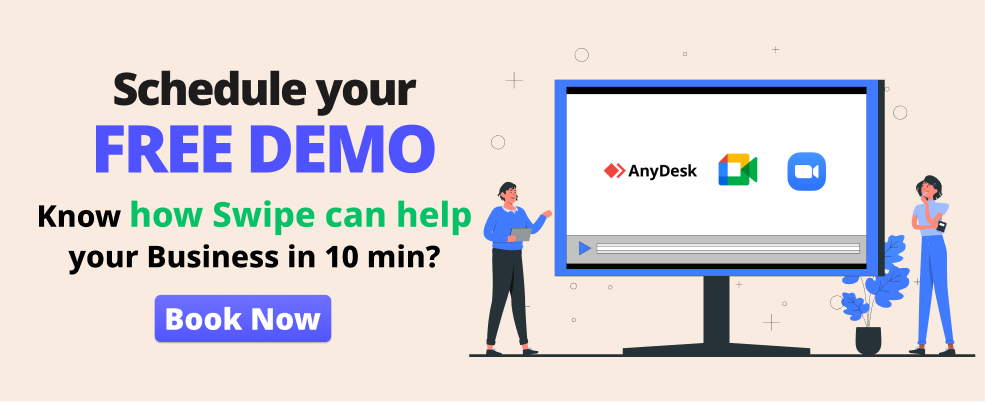 Schedule your
FREE DEMO
Know how Swipe can help
your Business in 10 min?
Book Now
AnyDesk